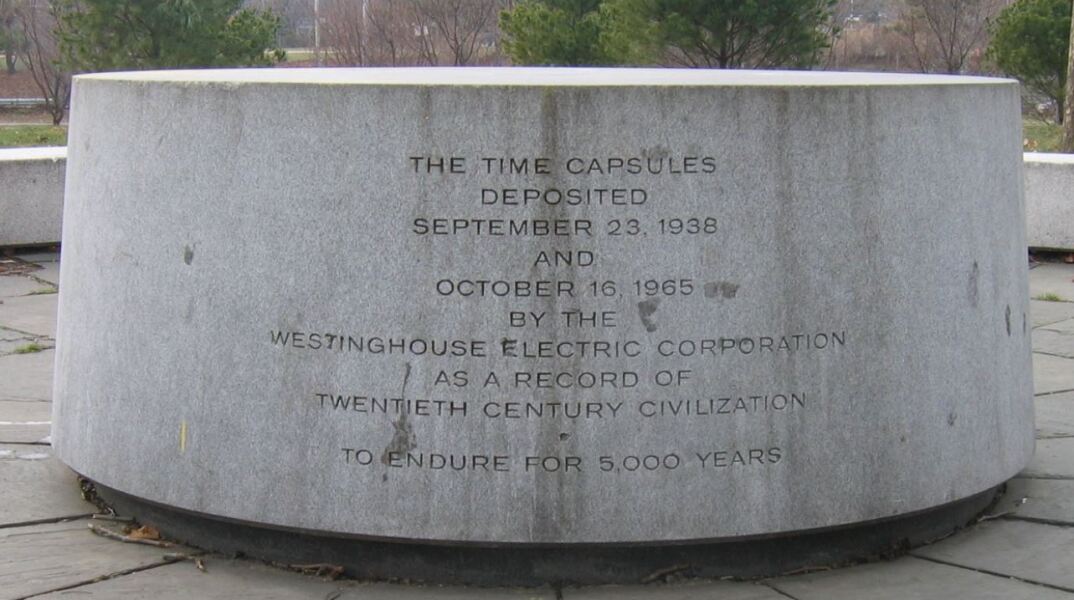 THE TIME CAPSULES
DEPOSITED
SEPTEMBER 23, 1938
AND
OCTOBER 16, 1965
BY THE
WESTINGHOUSE ELECTRIC CORPORATION
AS A RECORD OF
TWENTIETH CENTURY CIVILIZATION
TO ENDURE FOR 5,000 YEARS